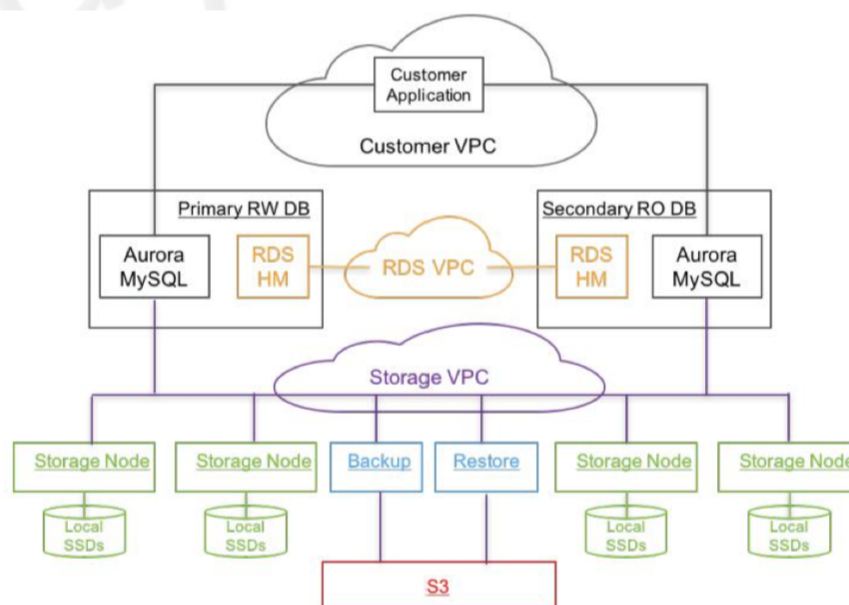 Customer
Application
Customer VPC
Primary RW DB
Secondary RO DB
Aurora
MySQL
RDS
HM
RDS VPC
RDS
HM
Aurora
MySQL
Storage VPC
Storage Node
Storage Node
Backup
Restore
Storage Node
Storage Node
Local
SSDs
Local
SSDs
Local
SSDs
Local
SSDs
S3